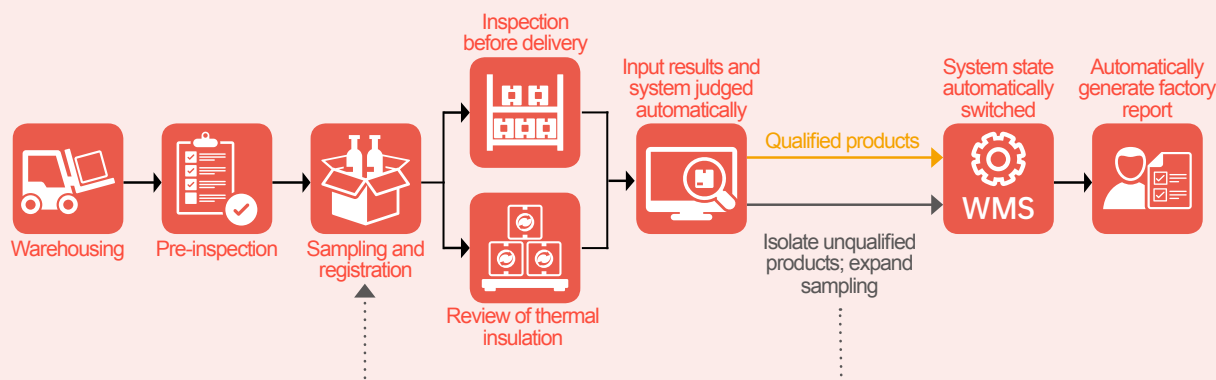 Warehousing
Pre-inspection
Sampling and
registration
Inspection
before delivery
Review of thermal
insulation
Input results and
system judged
automatically
Qualified products
Isolate unqualified
products; expand
sampling
System state
automatically
switched
WMS
Automatically
generate factory
report